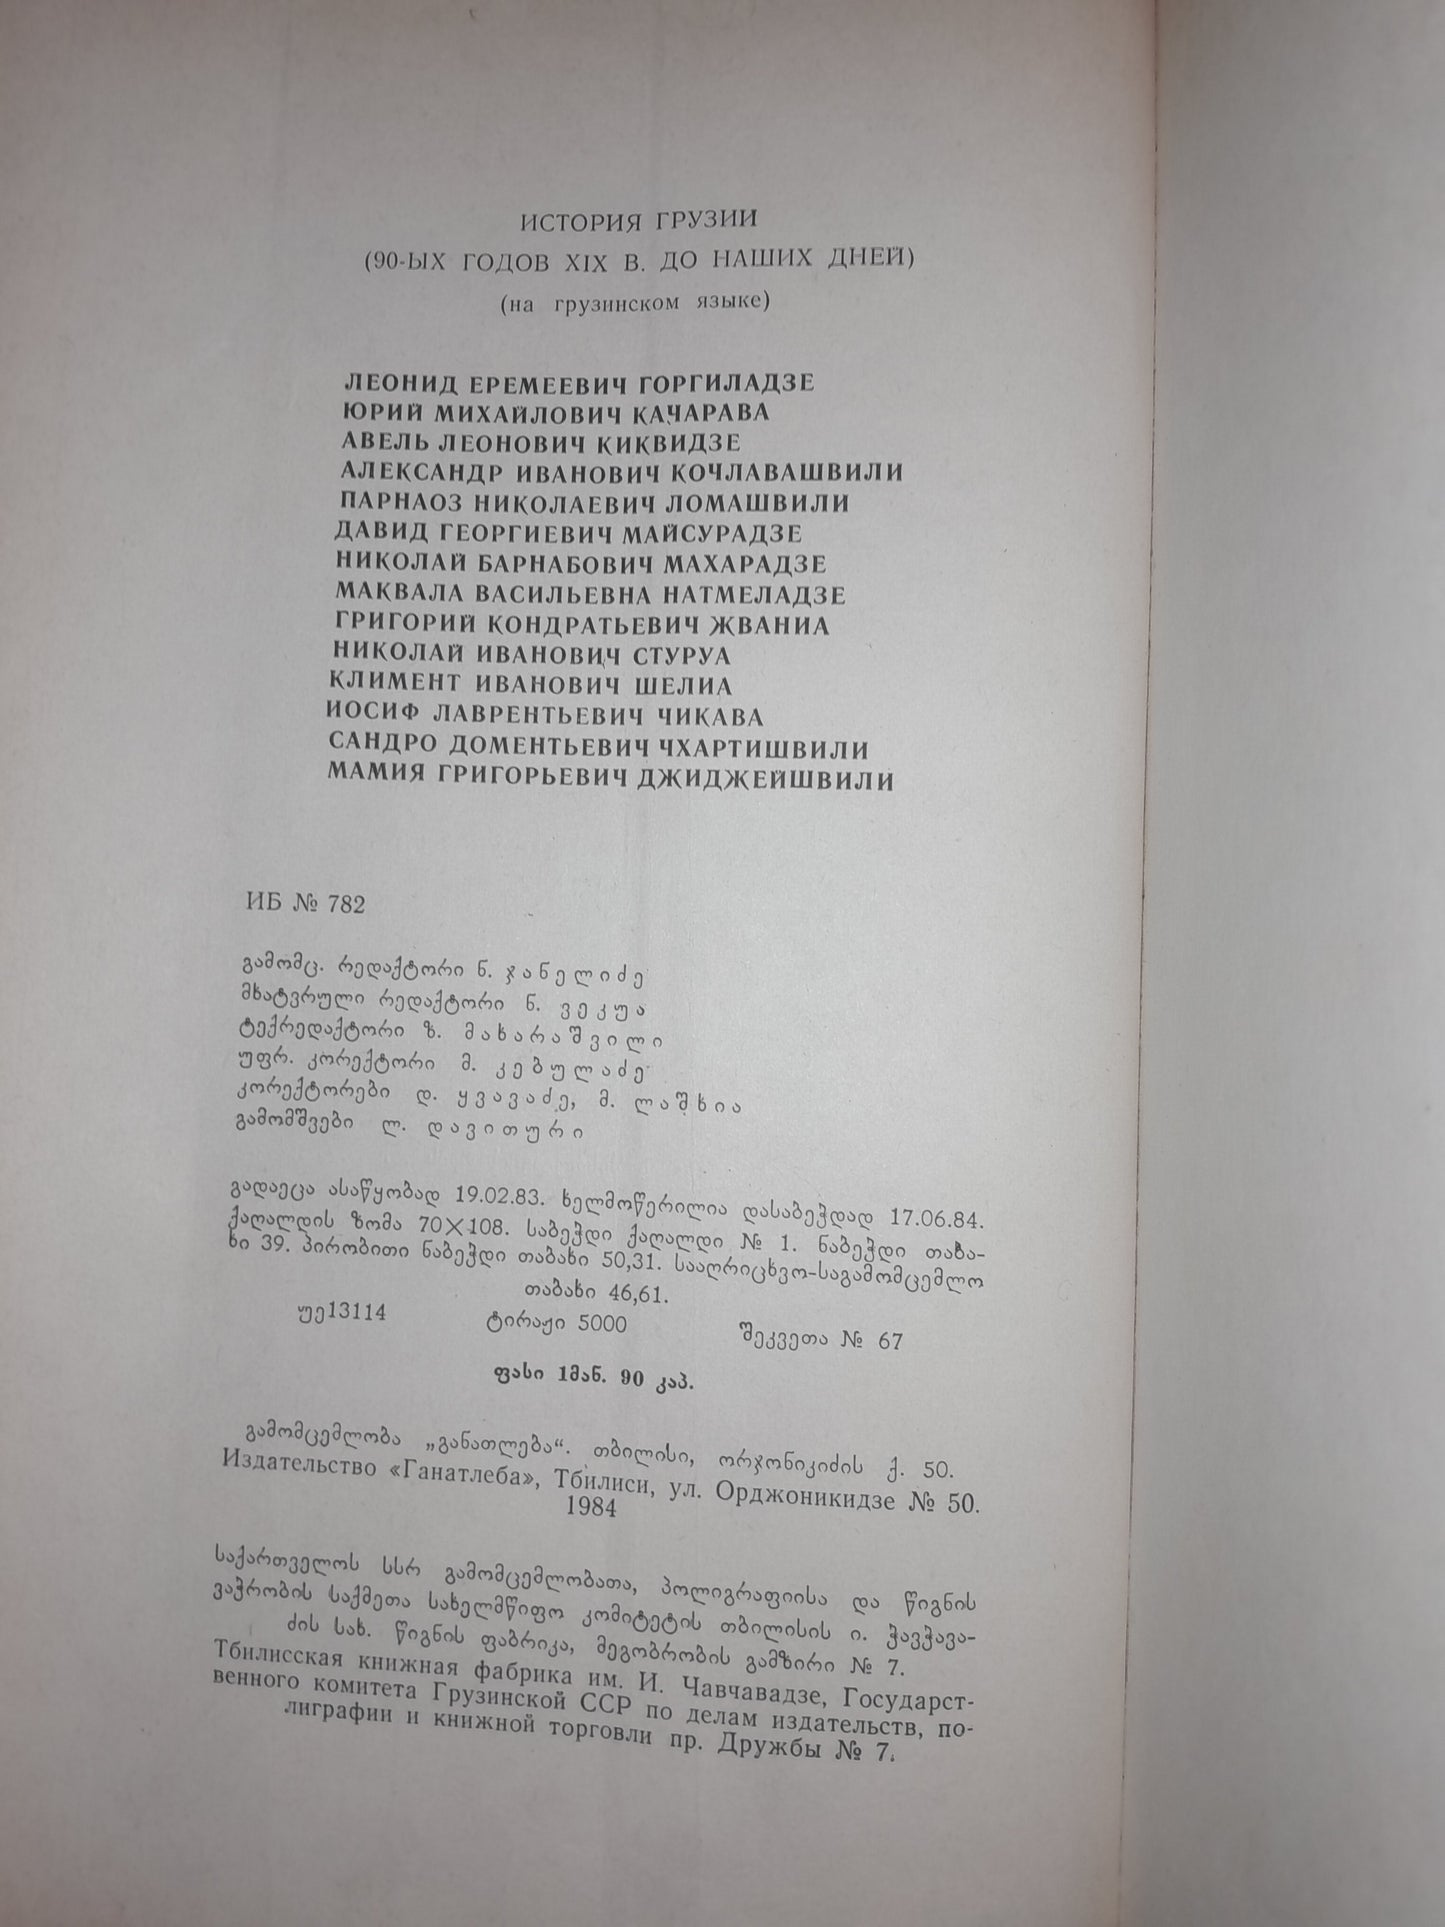 ИСТОРИЯ ГРУЗИИ
(90-ЫХ ГОДОВ XIX В. ДО НАШИХ ДНЕЙ)
(на грузинском языке)
ЛЕОНИД ЕРЕМЕЕВИЧ ГОРГИЛАДЗЕ
ЮРИЙ МИХАЙЛОВИЧ КАЧАРАВА
АВЕЛЬ ЛЕОНОВИЧ КИКВИДЗЕ
АЛЕКСАНДР ИВАНОВИЧ КОЧЛАВАШВИЛИ
ПАРНАОЗ НИКОЛАЕВИЧ ЛОМАШВИЛИ
ДАВИД ГЕОРГИЕВИЧ МАЙСУРАДЗЕ
НИКОЛАЙ БАРНАБОВИЧ МАХАРАДЗЕ
МАКВАЛА ВАСИЛЬЕВНА НАТМЕЛАДЗЕ
ГРИГОРИЙ КОНДРАТЬЕВИЧ ЖВАНИА
НИКОЛАЙ ИВАНОВИЧ СТУРУА
КЛИМЕНТ ИВАНОВИЧ ШЕЛИА
ИОСИФ ЛАВРЕНТЬЕВИЧ ЧИКАВА
САНДРО ДОМЕНТЬЕВИЧ ЧХАРТИШВИЛИ
МАМИЯ ГРИГОРЬЕВИЧ ДЖИДЖЕЙШВИЛИ
ИБ № 782
გამომც. რედაქტორი ნ. ჯანელიძე
მხატვრული რედაქტორი ნ. ვეკუა
ტექრედაქტორი ზ. მახარაშვილი
უფრ. კორექტორი მ. კებულაძე
კორექტორები დ. ყვავაძე, მ. ლაშხია
გამომშვები ლ. დავითური
გადაეცა ასაწყობად 19.02.83. ხელმოწერილია დასაბეჭდად 17.06.84.
ქაღალდის ზომა 70X108. საბეჭდი ქაღალდი № 1. ნაბეჭდი თაბა-
ხი 39. პირობითი ნაბეჭდი თაბახი 50,31. სააღრიცხვო-საგამომცემლო
თაბახი 46,61.
უე13114 ტირაჟი 5000 შეკვეთა № 67
ფასი 1მან. 90 კაპ.
გამომცემლობა „განათლება“. თბილისი, ორჯონიკიძის ქ. 50.
Издательство «Ганатлеба», Тбилиси, ул. Орджоникидзе № 50.
1984
საქართველოს სსრ გამომცემლობათა, პოლიგრაფიისა და წიგნის
ვაჭრობის საქმეთა სახელმწიფო კომიტეტის თბილისის ი. ჭავჭავა-
ძის სახ. წიგნის ფაბრიკა, მეგობრობის გამზირი № 7.
Тбилисская книжная фабрика им. И. Чавчавадзе, Государст-
венного комитета Грузинской ССР по делам издательств, по-
лиграфии и книжной торговли пр. Дружбы № 7.